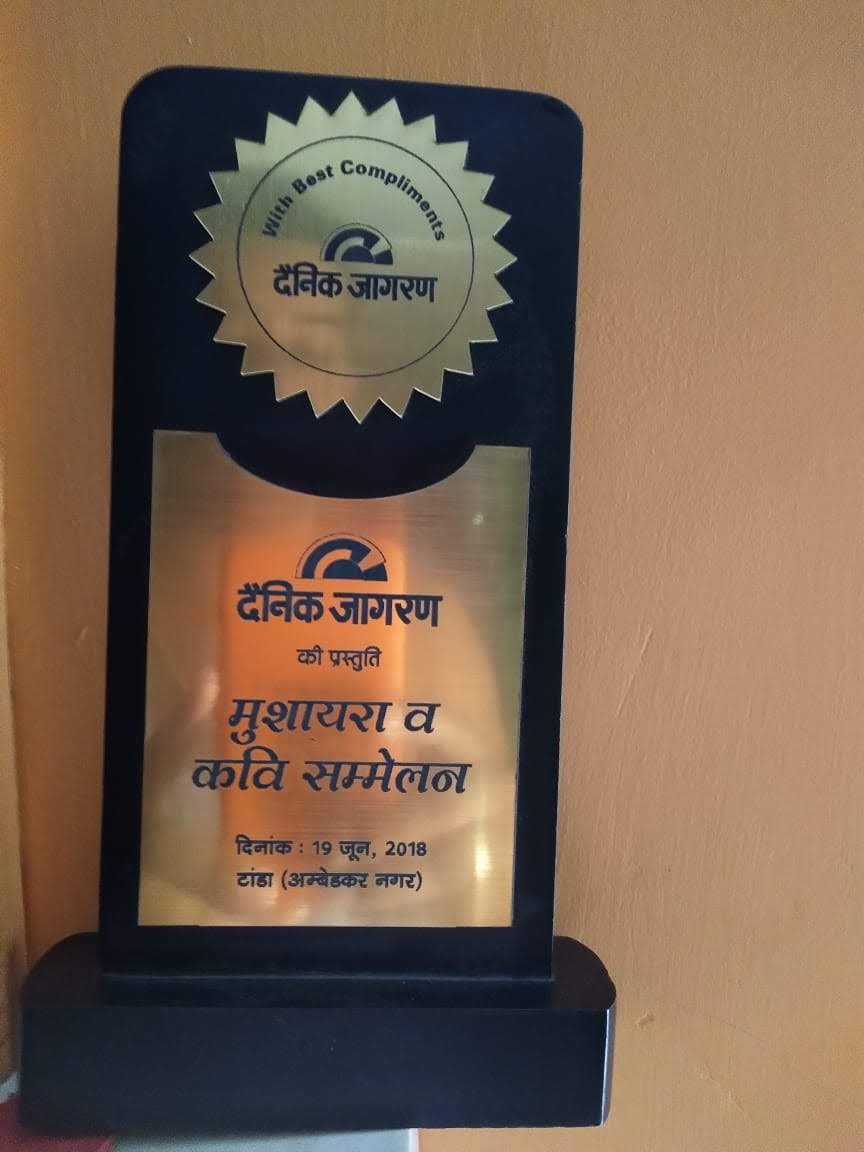 With Best Compliments
दैनिक जागरण
दैनिक जागरण
की प्रस्तुति
मुशायरा व
कवि सम्मेलन
दिनांक : 19 जून, 2018
टांडा (अम्बेडकर नगर)